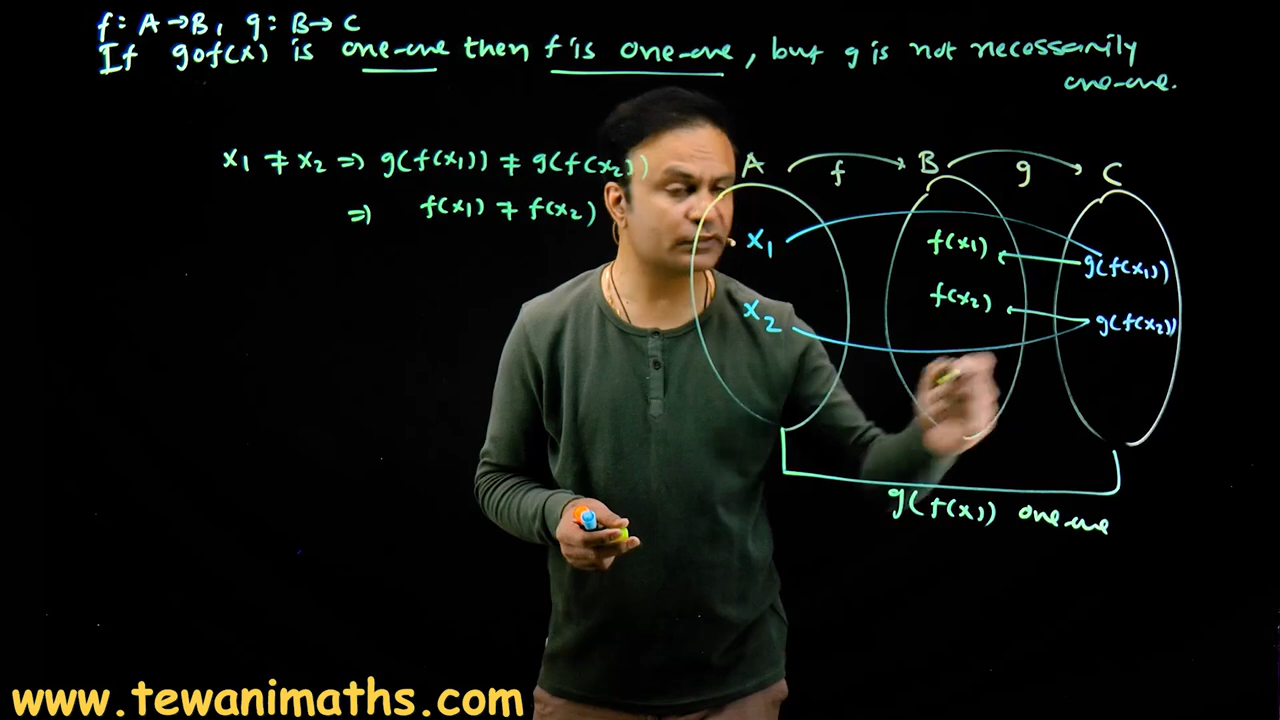 f: A → B, g: B → C
If gof(x) is one-one then f is one-one, but g is not necessarily
one-one.
x₁ ≠ x₂ ⇒ g(f(x₁)) ≠ g(f(x₂))
⇒ f(x₁) ≠ f(x₂)
A f B g C
x₁ f(x₁) g(f(x₁))
x₂ f(x₂) g(f(x₂))
g(f(x)) one-one
www.tewanimaths.com